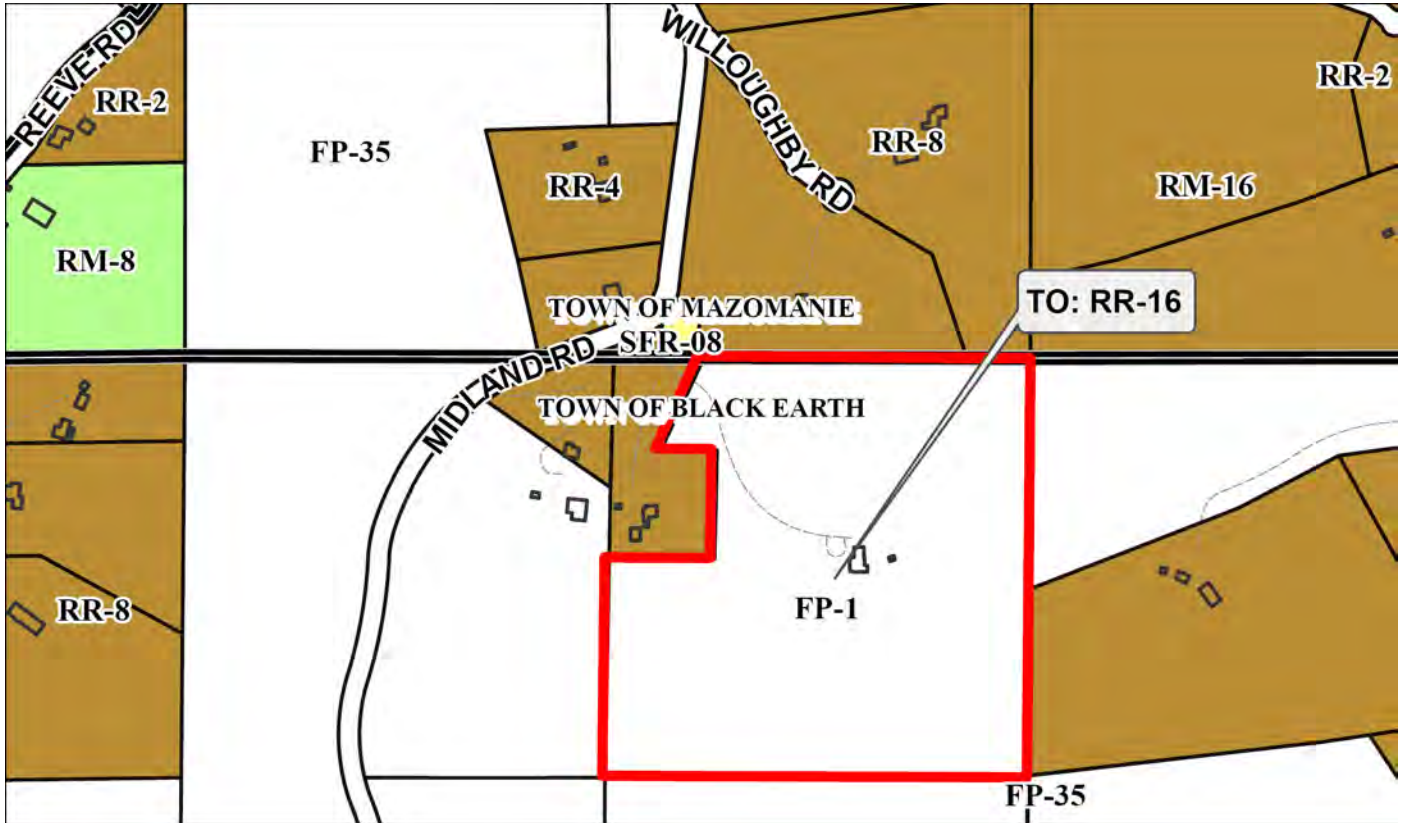 REEVE RD
RR-2
FP-35
WILLOUGHBY RD
RR-8
RR-2
RR-4
RM-16
RM-8
TO: RR-16
TOWN OF MAZOMANIE
SFR-08
MIDLAND RD
TOWN OF BLACK EARTH
RR-8
FP-1
FP-35